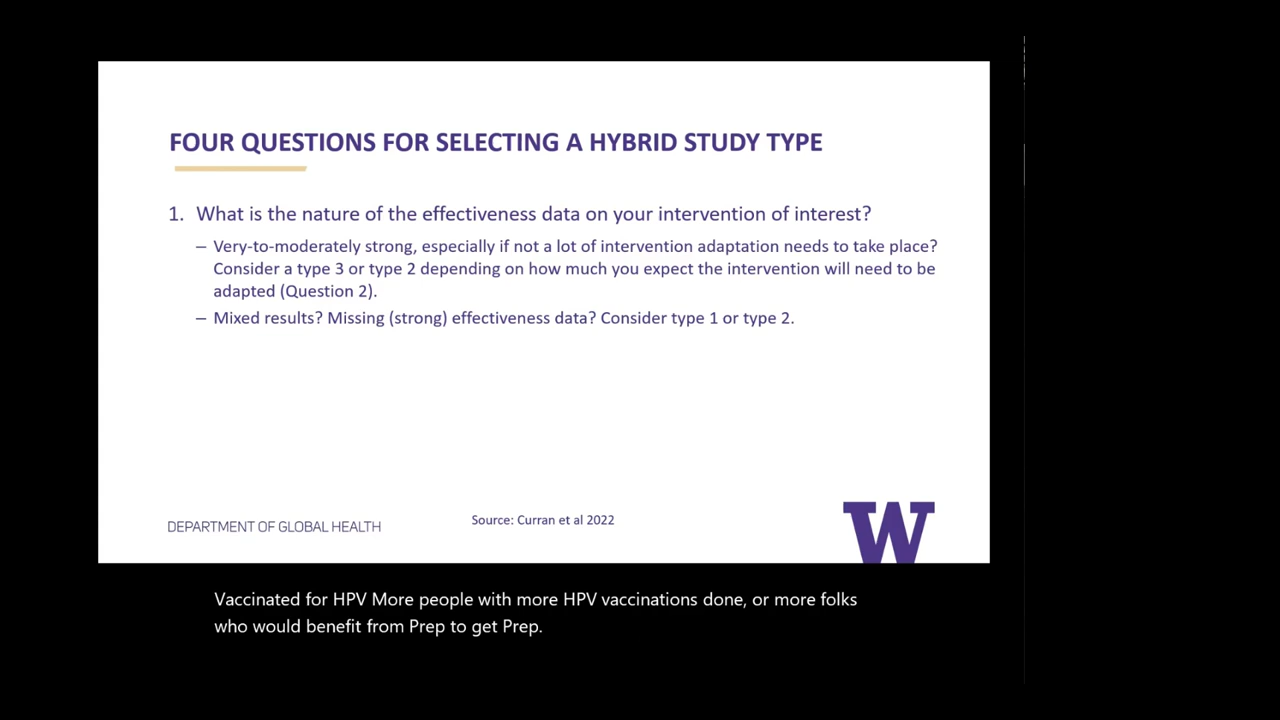 FOUR QUESTIONS FOR SELECTING A HYBRID STUDY TYPE
1. What is the nature of the effectiveness data on your intervention of interest?
– Very-to-moderately strong, especially if not a lot of intervention adaptation needs to take place?
Consider a type 3 or type 2 depending on how much you expect the intervention will need to be
adapted (Question 2).
– Mixed results? Missing (strong) effectiveness data? Consider type 1 or type 2.
DEPARTMENT OF GLOBAL HEALTH
Source: Curran et al 2022
W
Vaccinated for HPV More people with more HPV vaccinations done, or more folks
who would benefit from Prep to get Prep.